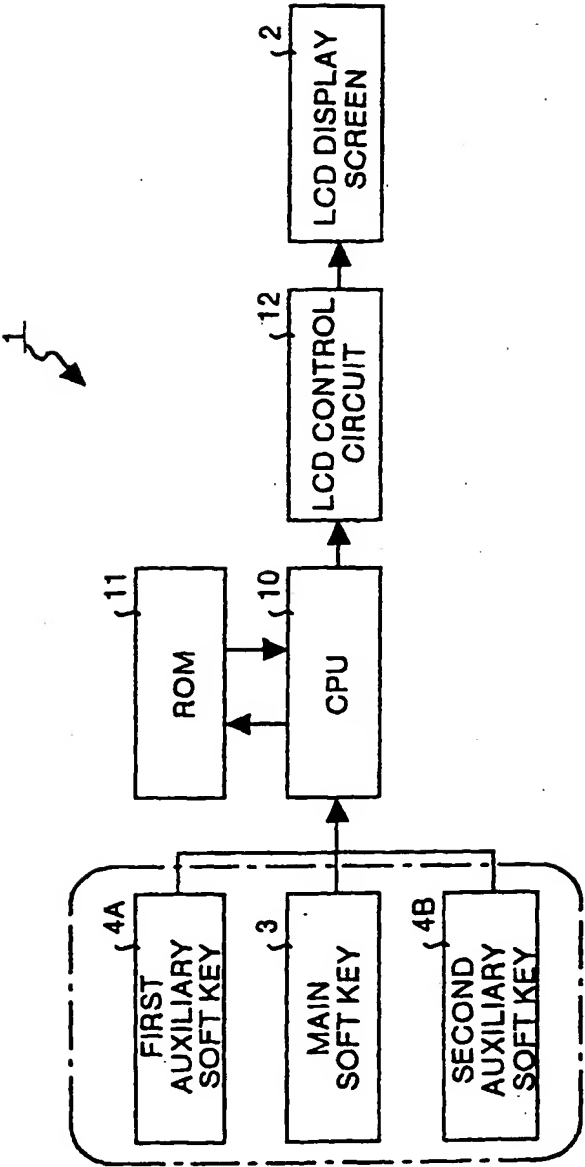 1
4A
FIRST
AUXILIARY
SOFT KEY
3
MAIN
SOFT KEY
4B
SECOND
AUXILIARY
SOFT KEY
11
ROM
10
CPU
12
LCD CONTROL
CIRCUIT
2
LCD DISPLAY
SCREEN